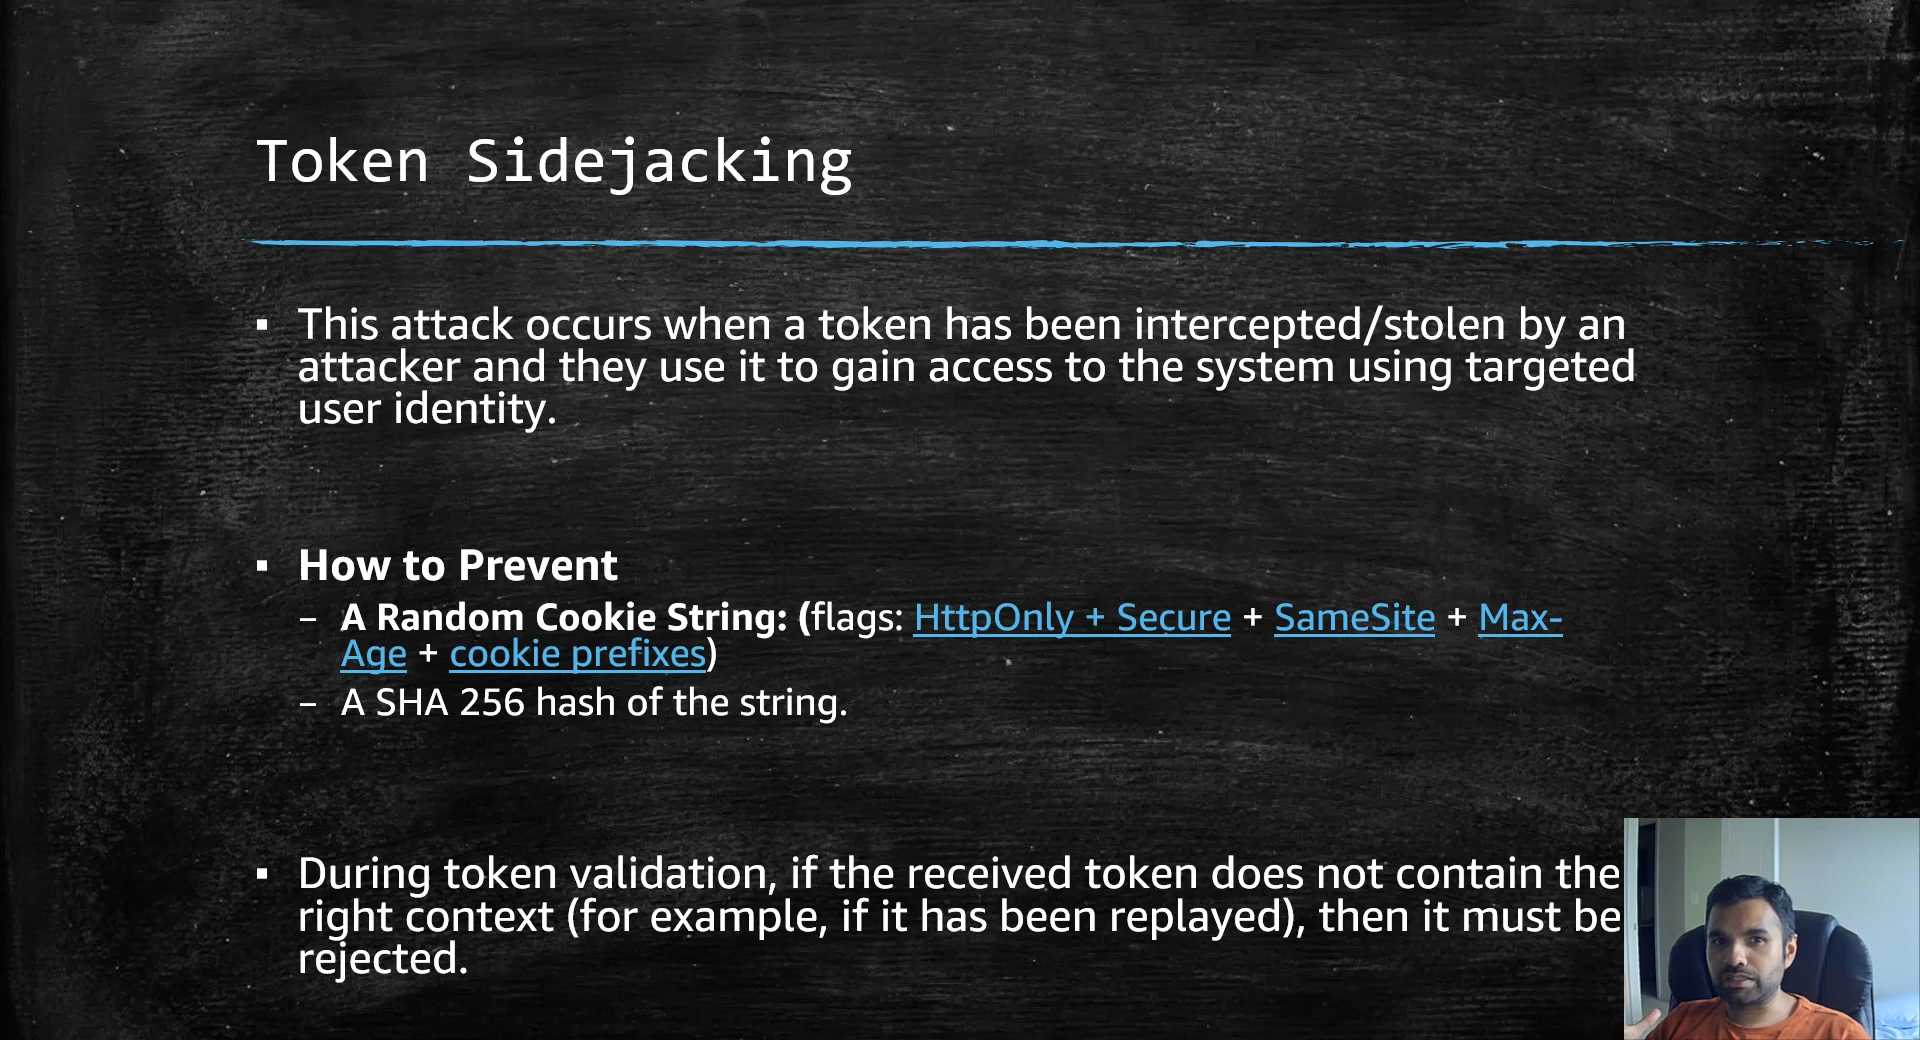 Token Sidejacking
▪ This attack occurs when a token has been intercepted/stolen by an
attacker and they use it to gain access to the system using targeted
user identity.
▪ How to Prevent
– A Random Cookie String: (flags: HttpOnly + Secure + SameSite + Max-
Age + cookie prefixes)
– A SHA 256 hash of the string.
▪ During token validation, if the received token does not contain the
right context (for example, if it has been replayed), then it must be
rejected.